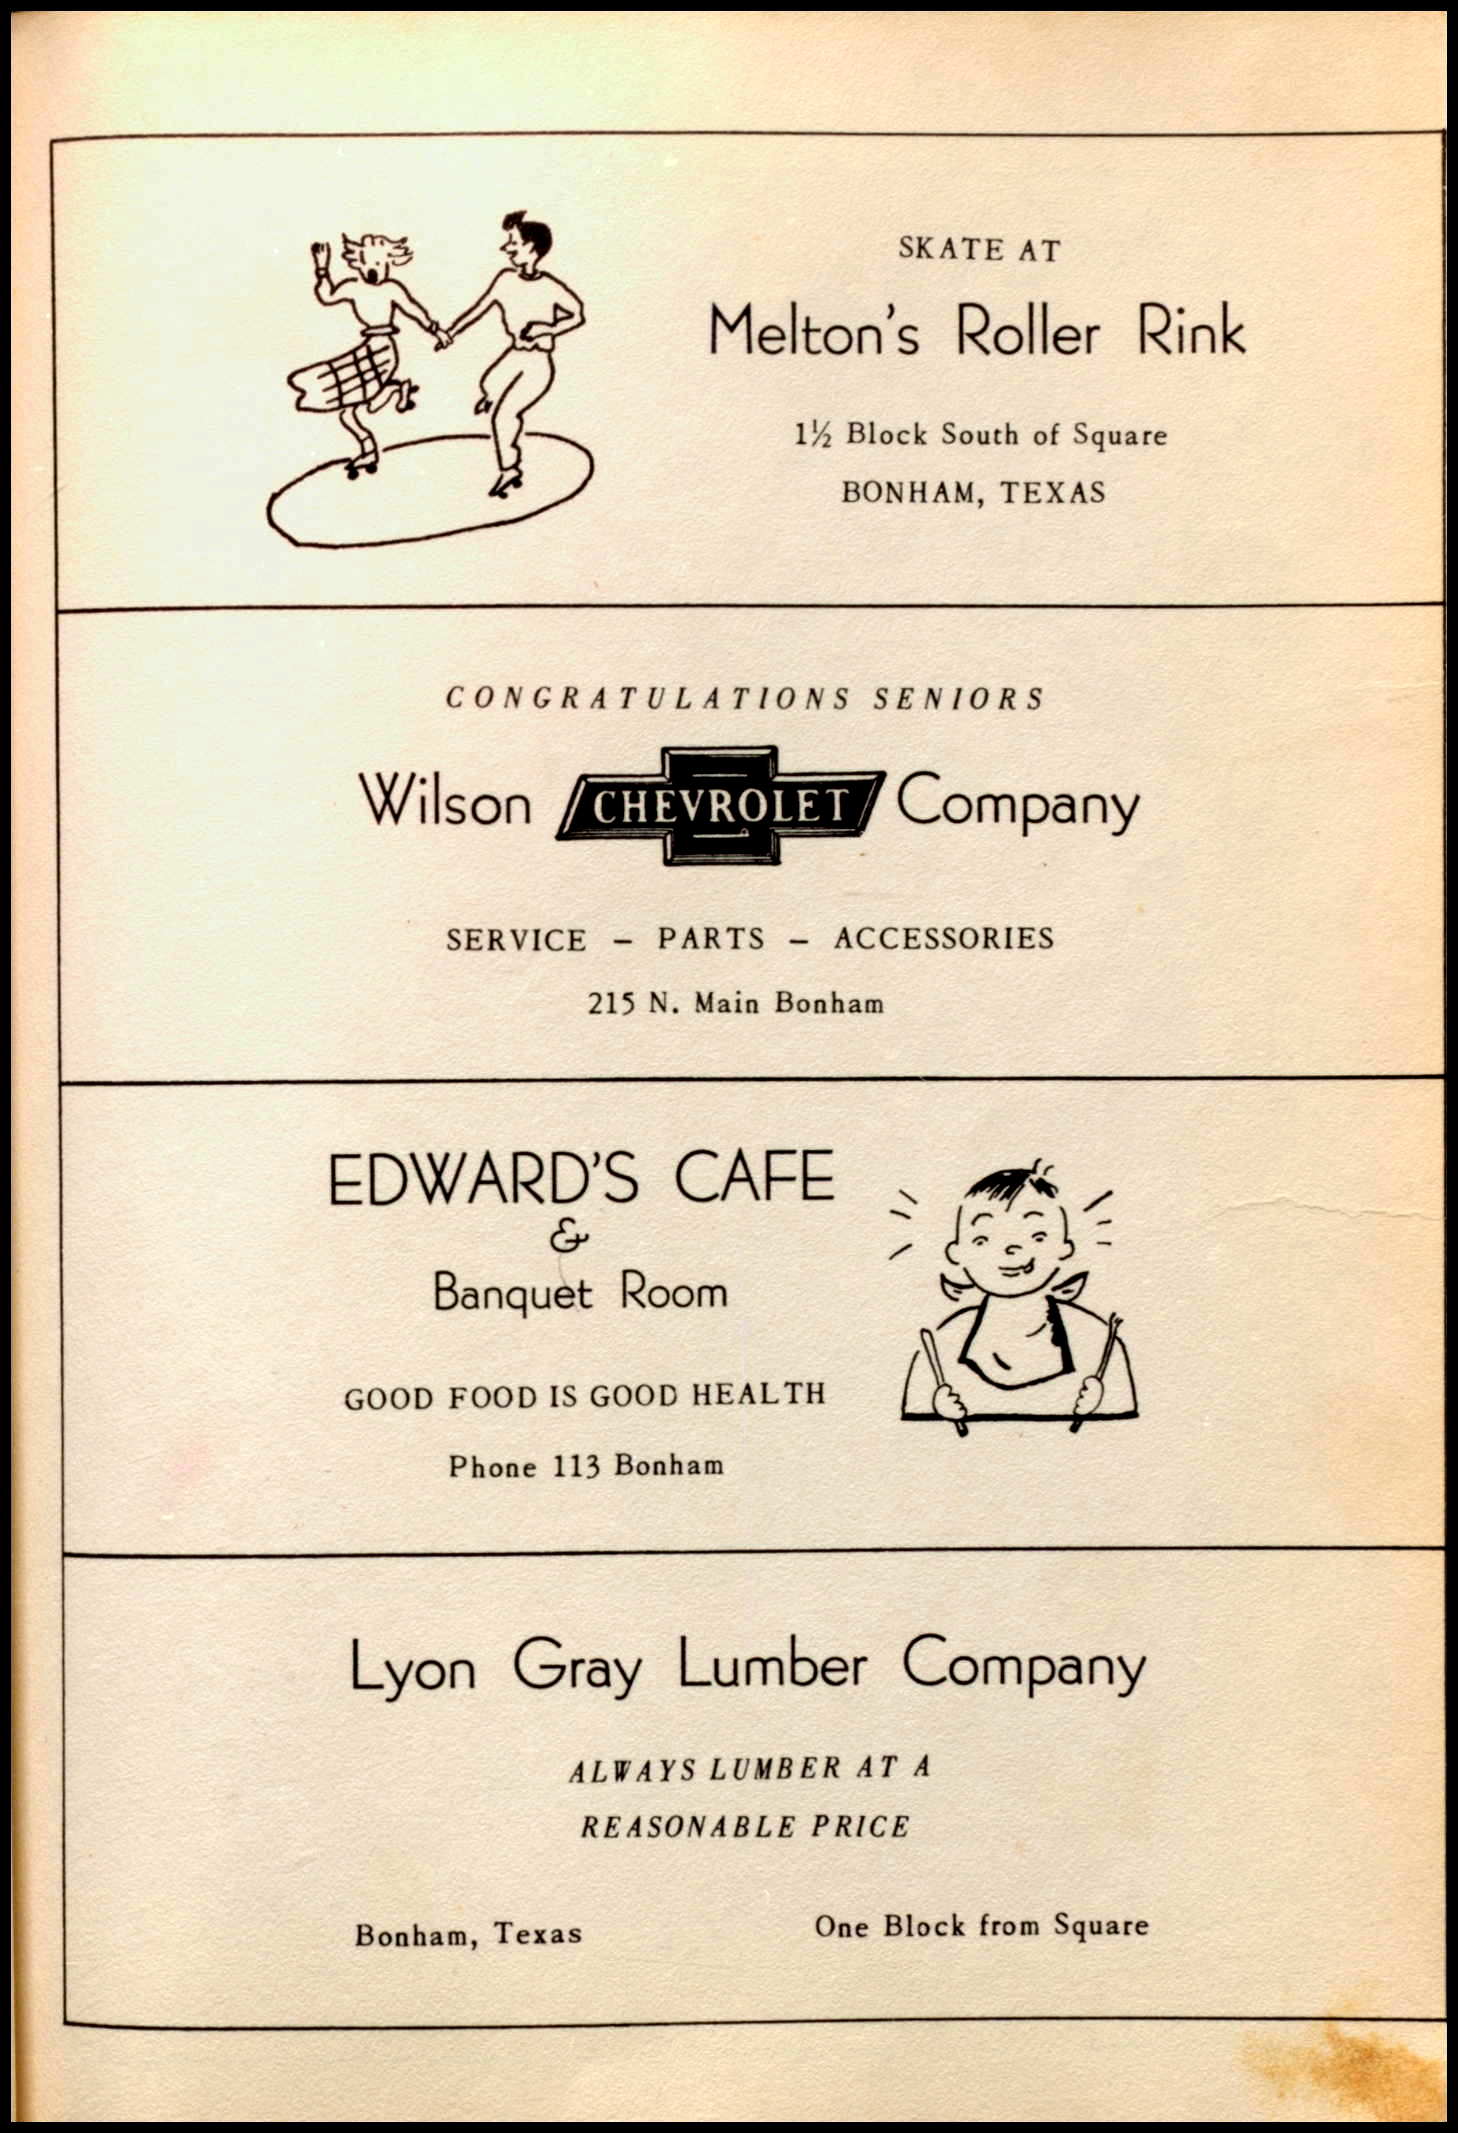 SKATE AT
Melton's Roller Rink
1½ Block South of Square
BONHAM, TEXAS
CONGRATULATIONS SENIORS
Wilson CHEVROLET Company
SERVICE – PARTS – ACCESSORIES
215 N. Main Bonham
EDWARD'S CAFE
&
Banquet Room
GOOD FOOD IS GOOD HEALTH
Phone 113 Bonham
Lyon Gray Lumber Company
ALWAYS LUMBER AT A
REASONABLE PRICE
Bonham, Texas One Block from Square